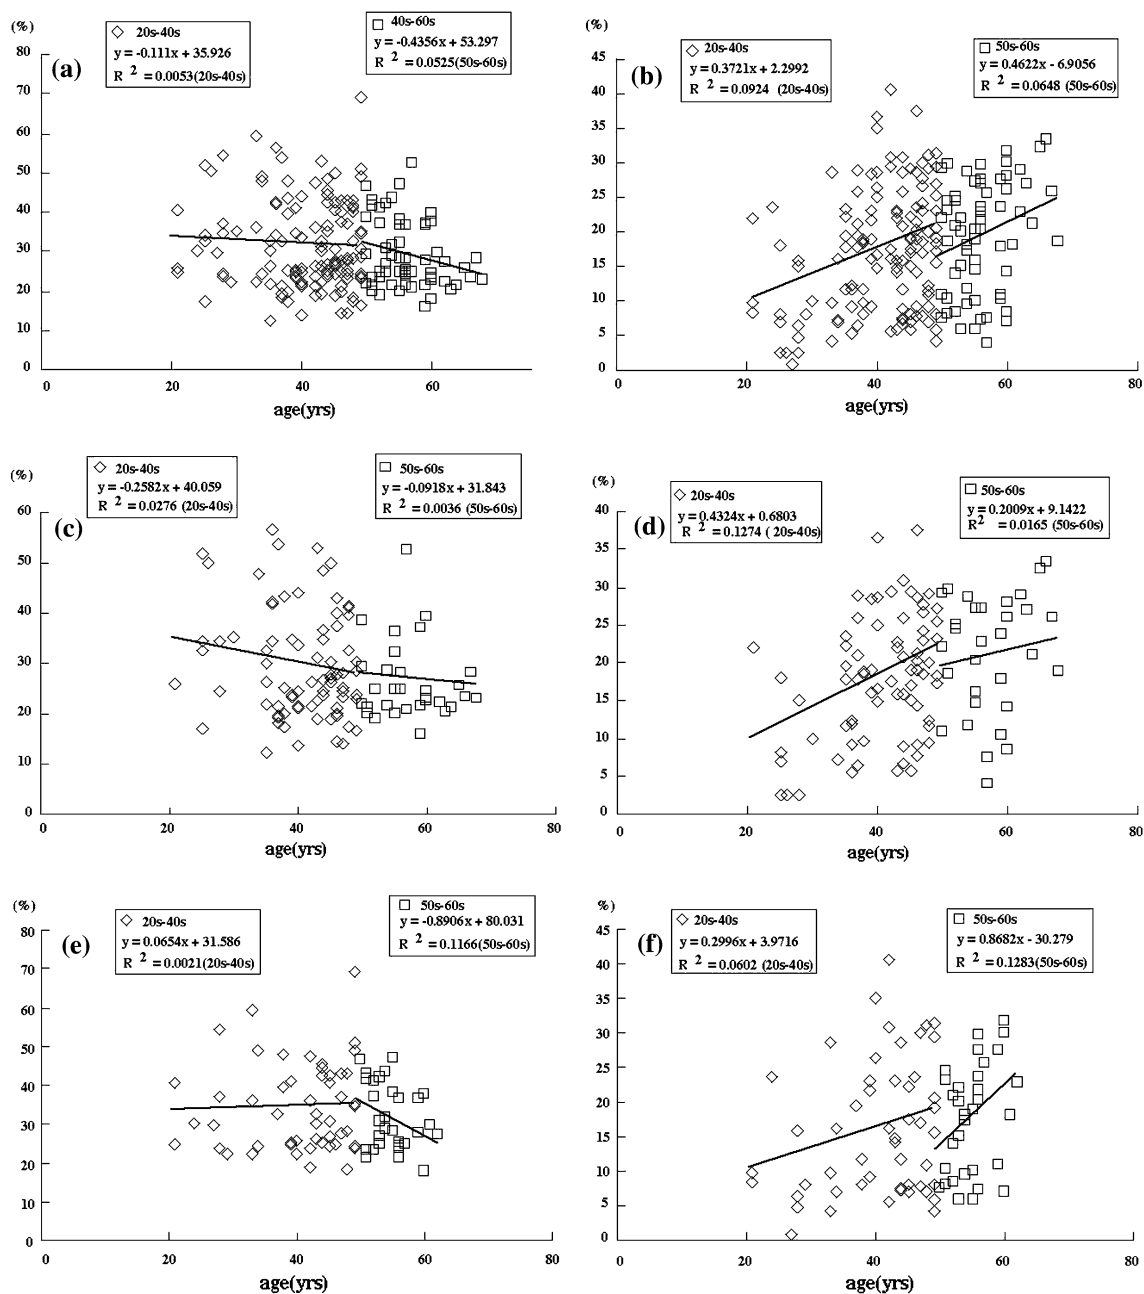 (%)
(a)
20s-40s
y = -0.111x + 35.926
R 2 = 0.0053(20s-40s)
40s-60s
y = -0.4356x + 53.297
R 2 = 0.0525(50s-60s)
80
70
60
50
40
30
20
10
0
0 20 40 60
age(yrs)
(%)
(b)
20s-40s
y = 0.3721x + 2.2992
R 2 = 0.0924 (20s-40s)
50s-60s
y = 0.4622x - 6.9056
R 2 = 0.0648 (50s-60s)
45
40
35
30
25
20
15
10
5
0
0 20 40 60 80
age(yrs)
(%)
(c)
20s-40s
y = -0.2582x + 40.059
R 2 = 0.0276 (20s-40s)
50s-60s
y = -0.0918x + 31.843
R 2 = 0.0036 (50s-60s)
60
50
40
30
20
10
0
0 20 40 60 80
age(yrs)
(%)
(d)
20s-40s
y = 0.4324x + 0.6803
R 2 = 0.1274 ( 20s-40s)
50s-60s
y = 0.2009x + 9.1422
R2 = 0.0165 (50s-60s)
40
35
30
25
20
15
10
5
0
0 20 40 60 80
age(yrs)
(%)
(e)
20s-40s
y = 0.0654x + 31.586
R 2 = 0.0021(20s-40s)
50s-60s
y = -0.8906x + 80.031
R 2 = 0.1166(50s-60s)
80
70
60
50
40
30
20
10
0
0 20 40 60 80
age(yrs)
(%)
(f)
20s-40s
y = 0.2996x + 3.9716
R 2 = 0.0602 (20s-40s)
50s-60s
y = 0.8682x - 30.279
R 2 = 0.1283(50s-60s)
45
40
35
30
25
20
15
10
5
0
0 20 40 60 80
age(yrs)